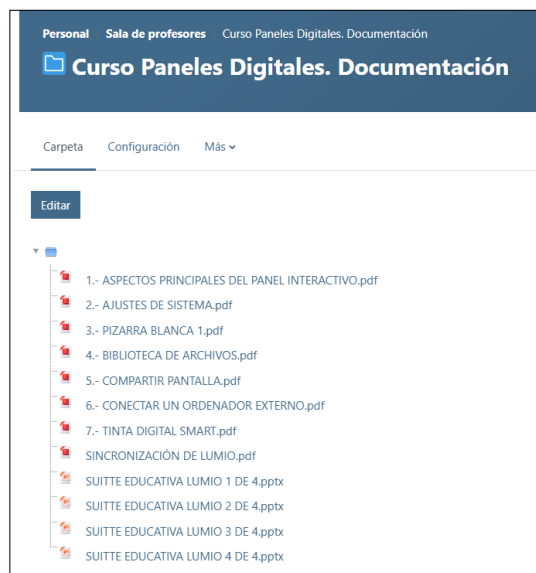 Personal / Sala de profesores / Curso Paneles Digitales. Documentación
Curso Paneles Digitales. Documentación
Carpeta Configuración Más
Editar
1.- ASPECTOS PRINCIPALES DEL PANEL INTERACTIVO.pdf
2.- AJUSTES DE SISTEMA.pdf
3.- PIZARRA BLANCA 1.pdf
4.- BIBLIOTECA DE ARCHIVOS.pdf
5.- COMPARTIR PANTALLA.pdf
6.- CONECTAR UN ORDENADOR EXTERNO.pdf
7.- TINTA DIGITAL SMART.pdf
SINCRONIZACIÓN DE LUMIO.pdf
SUITTE EDUCATIVA LUMIO 1 DE 4.pptx
SUITTE EDUCATIVA LUMIO 2 DE 4.pptx
SUITTE EDUCATIVA LUMIO 3 DE 4.pptx
SUITTE EDUCATIVA LUMIO 4 DE 4.pptx